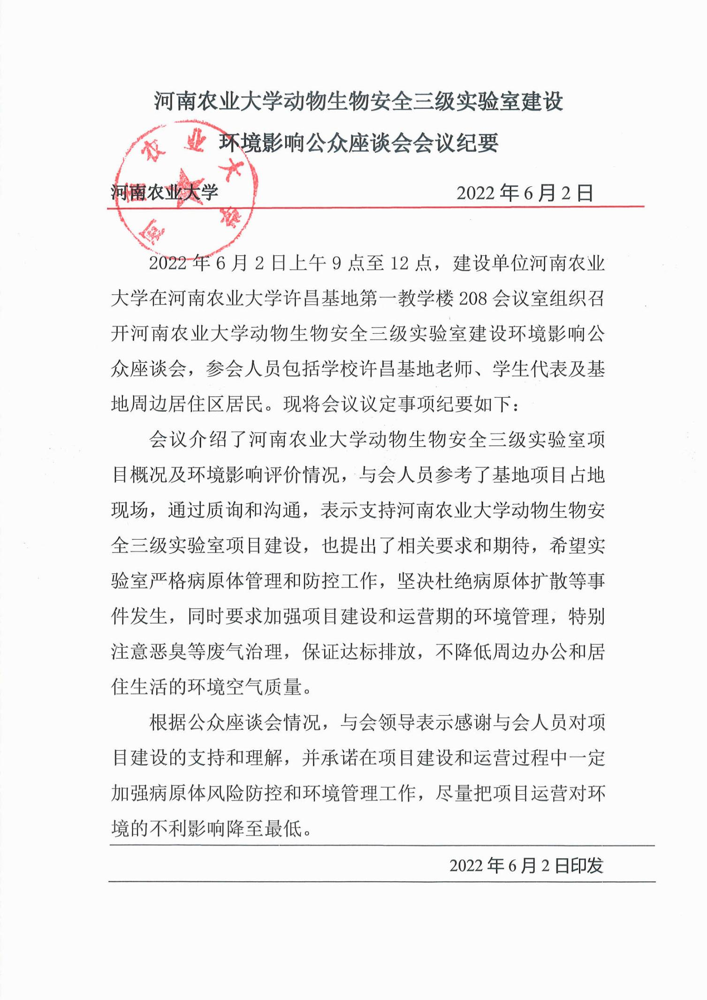 河南农业大学动物生物安全三级实验室建设
环境影响公众座谈会会议纪要
河南农业大学
河南农业大学 2022年6月2日
2022年6月2日上午9点至12点，建设单位河南农业
大学在河南农业大学许昌基地第一教学楼208会议室组织召
开河南农业大学动物生物安全三级实验室建设环境影响公
众座谈会，参会人员包括学校许昌基地老师、学生代表及基
地周边居住区居民。现将会议议定事项纪要如下：
会议介绍了河南农业大学动物生物安全三级实验室项
目概况及环境影响评价情况，与会人员参考了基地项目占地
现场，通过质询和沟通，表示支持河南农业大学动物生物安
全三级实验室项目建设，也提出了相关要求和期待，希望实
验室严格病原体管理和防控工作，坚决杜绝病原体扩散等事
件发生，同时要求加强项目建设和运营期的环境管理，特别
注意恶臭等废气治理，保证达标排放，不降低周边办公和居
住生活的环境空气质量。
根据公众座谈会情况，与会领导表示感谢与会人员对项
目建设的支持和理解，并承诺在项目建设和运营过程中一定
加强病原体风险防控和环境管理工作，尽量把项目运营对环
境的不利影响降至最低。
2022年6月2日印发